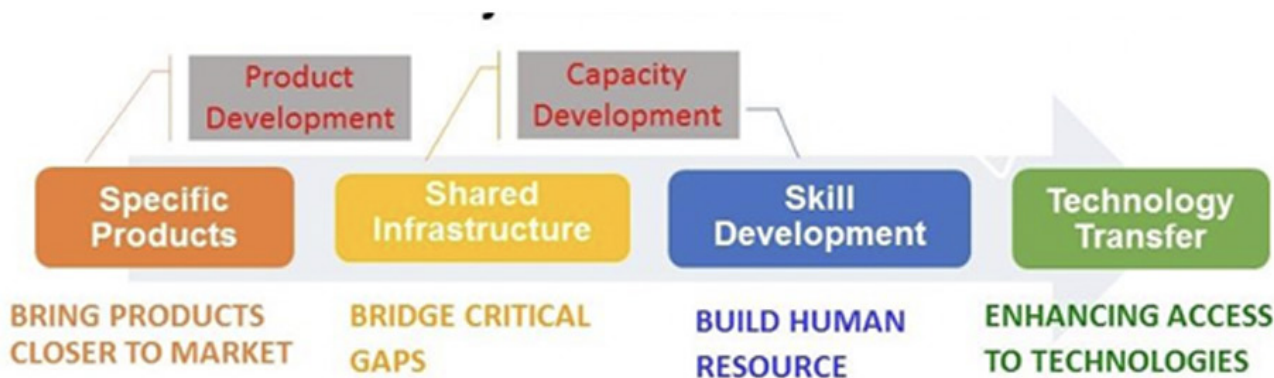 Product
Development
Capacity
Development
Specific
Products
Shared
Infrastructure
Skill
Development
Technology
Transfer
BRING PRODUCTS
CLOSER TO MARKET
BRIDGE CRITICAL
GAPS
BUILD HUMAN
RESOURCE
ENHANCING ACCESS
TO TECHNOLOGIES